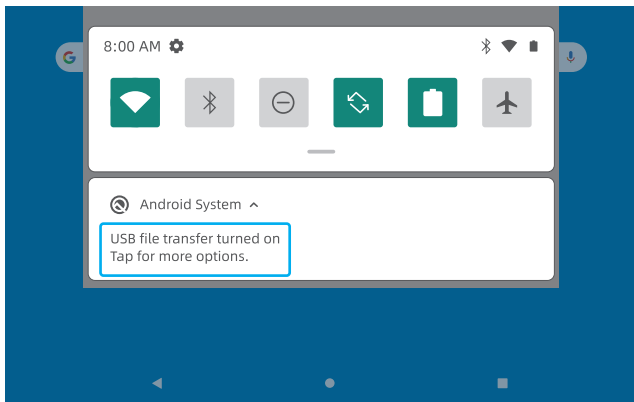 8:00 AM
Android System
USB file transfer turned on
Tap for more options.